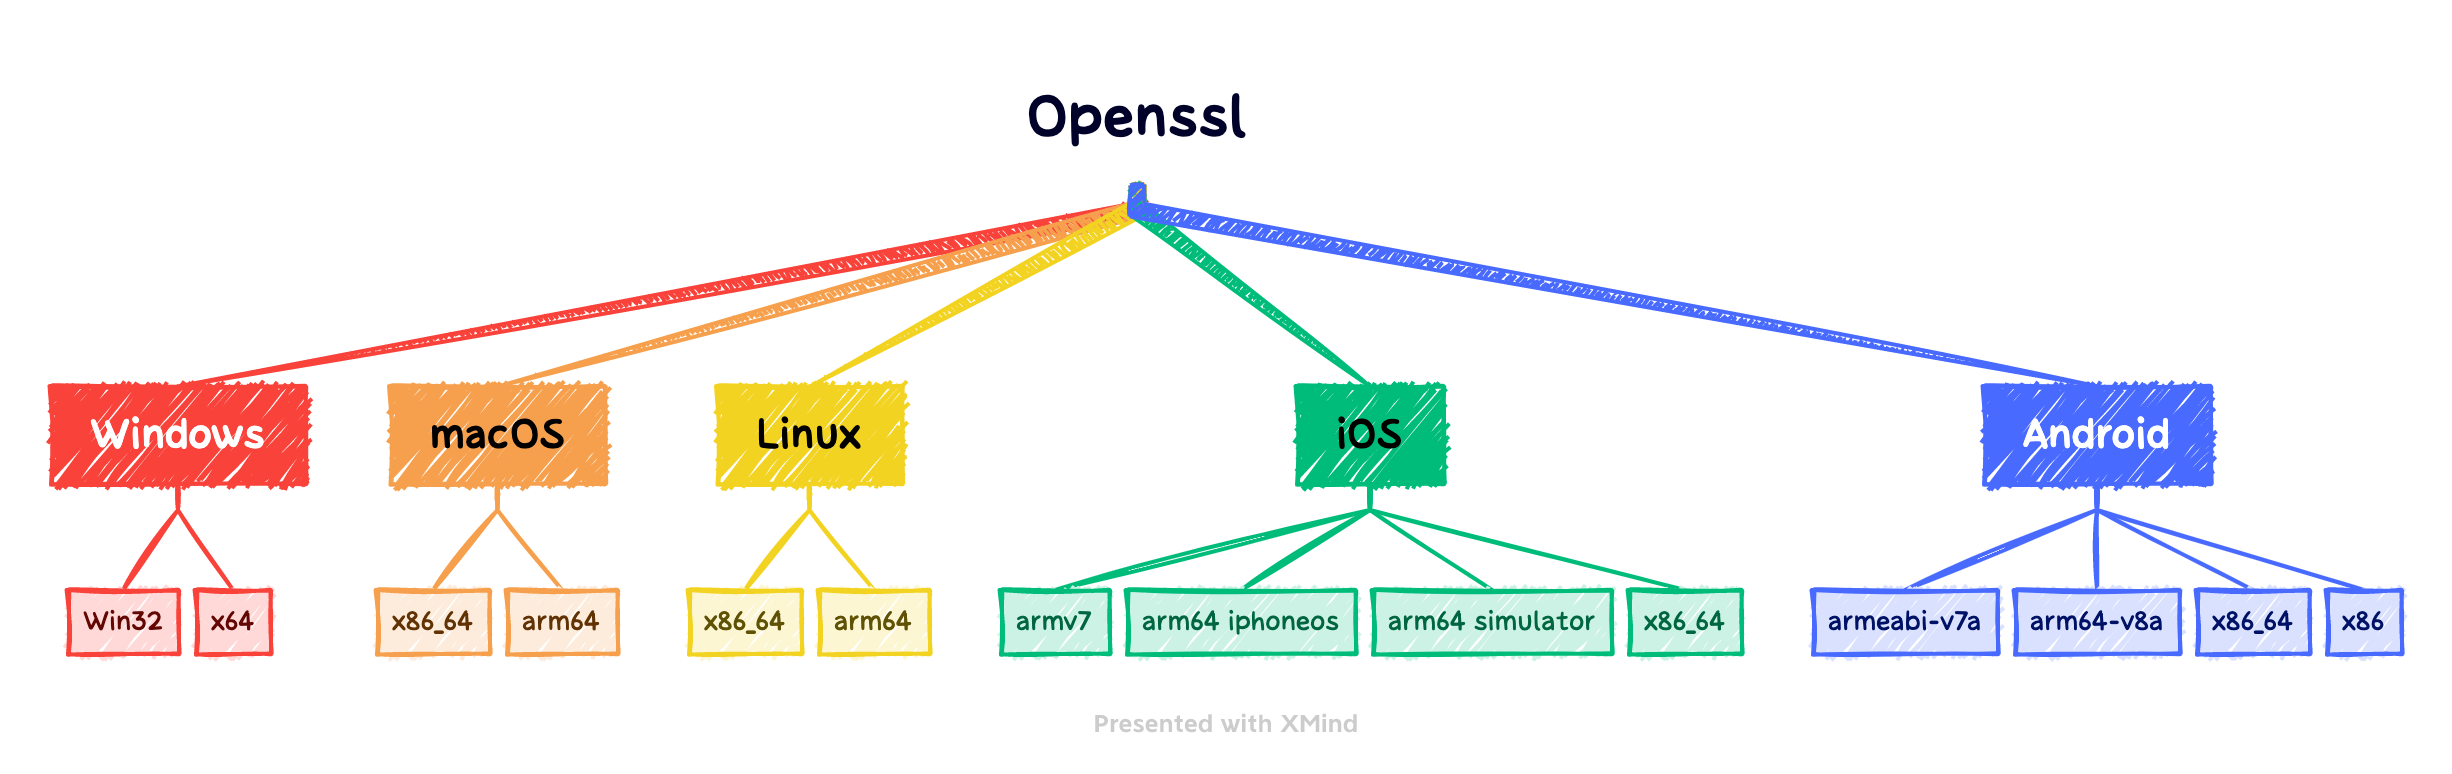 Openssl
Windows
macOS
Linux
iOS
Android
Win32
x64
x86_64
arm64
x86_64
arm64
armv7
arm64 iphoneos
arm64 simulator
x86_64
armeabi-v7a
arm64-v8a
x86_64
x86
Presented with XMind